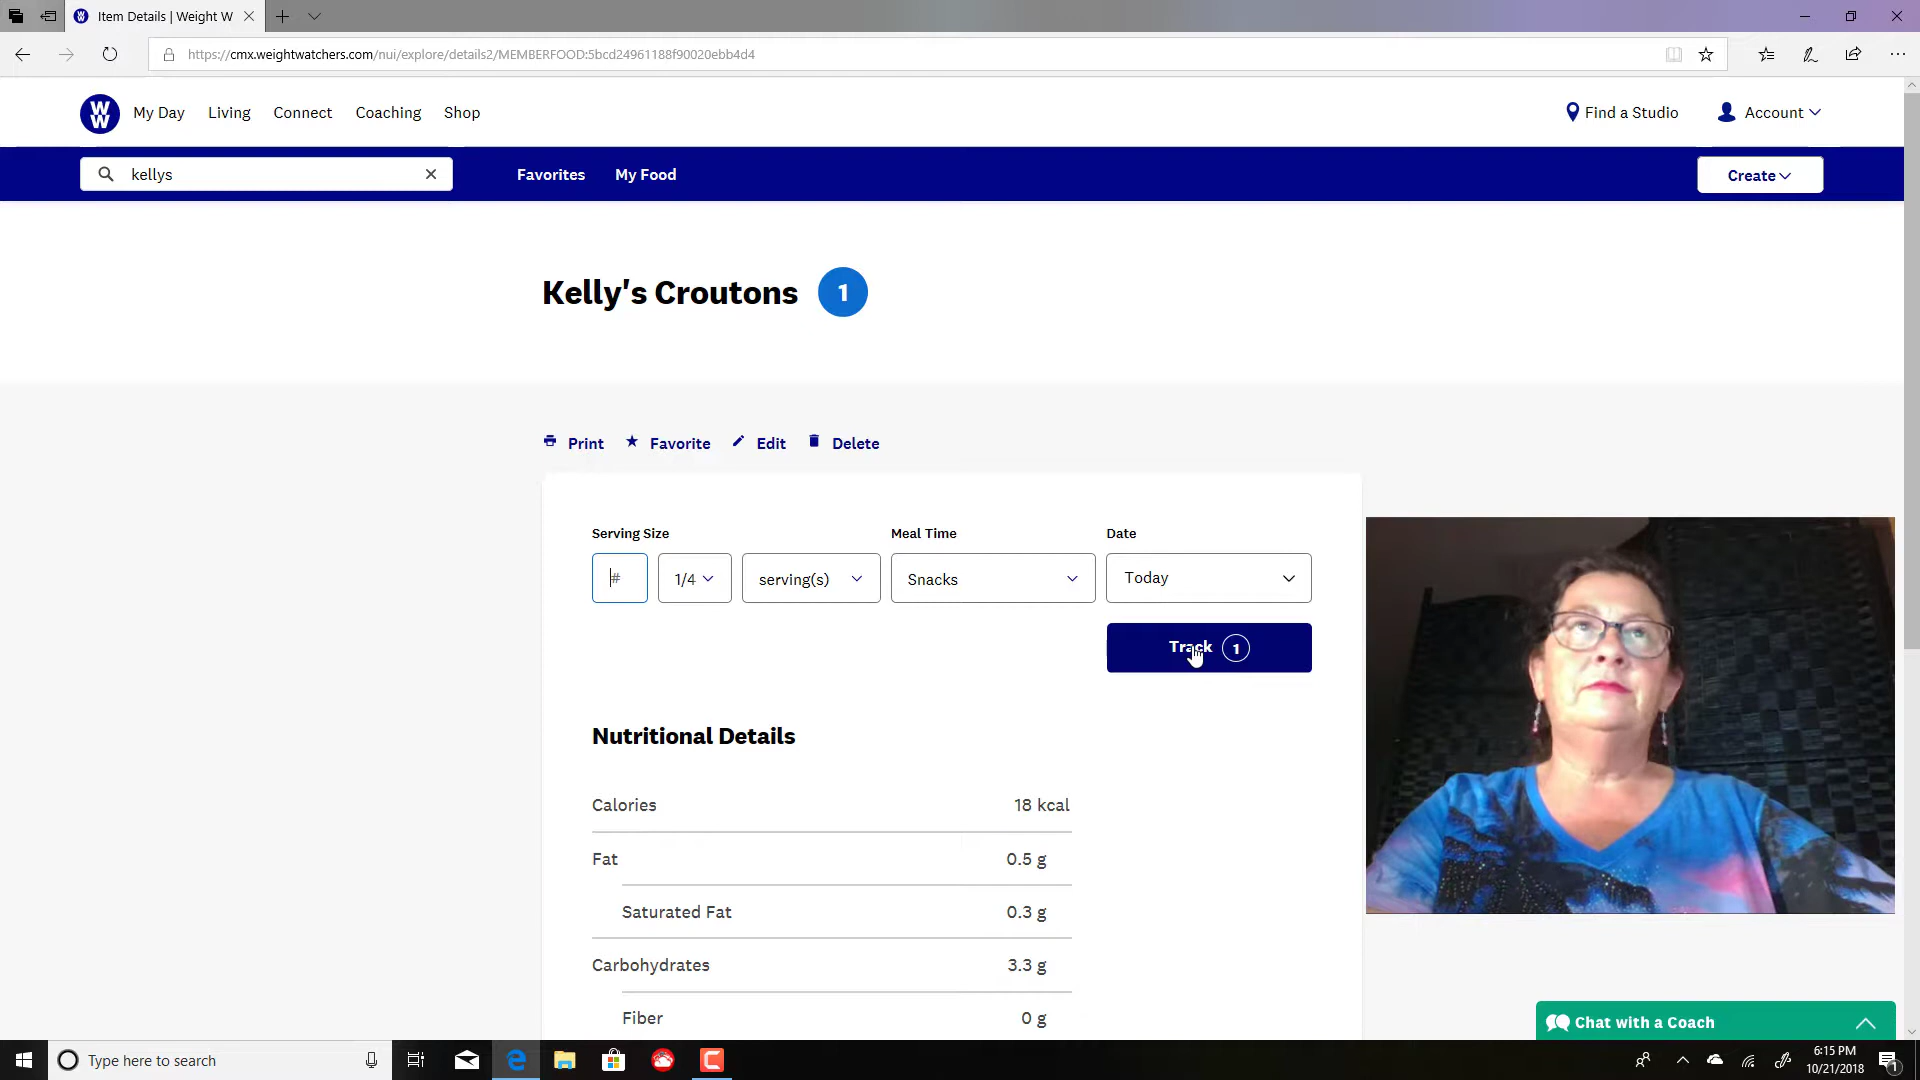 Item Details | Weight W
https://cmx.weightwatchers.com/nui/explore/details2/MEMBERFOOD:5bcd24961188f90020ebb4d4
W
W
My Day Living Connect Coaching Shop
Find a Studio Account
kellys
Favorites My Food
Create
Kelly's Croutons 1
Print Favorite Edit Delete
Serving Size Meal Time Date
# 1/4 serving(s) Snacks Today
Track 1
Nutritional Details
Calories 18 kcal
Fat 0.5 g
Saturated Fat 0.3 g
Carbohydrates 3.3 g
Fiber 0 g
Chat with a Coach
Type here to search
6:15 PM
10/21/2018
1